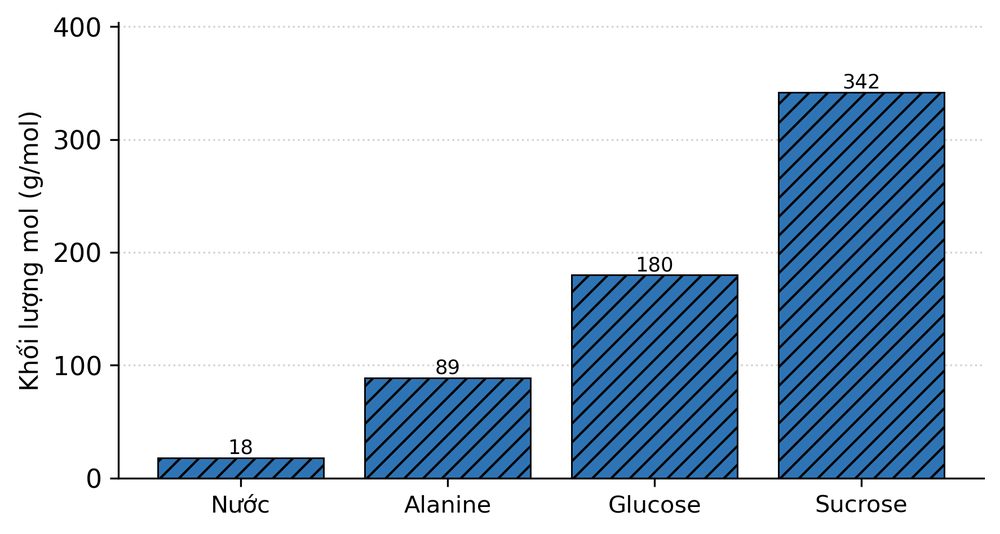 Khối lượng mol (g/mol)
400
300
200
100
0
18
89
180
342
Nước
Alanine
Glucose
Sucrose